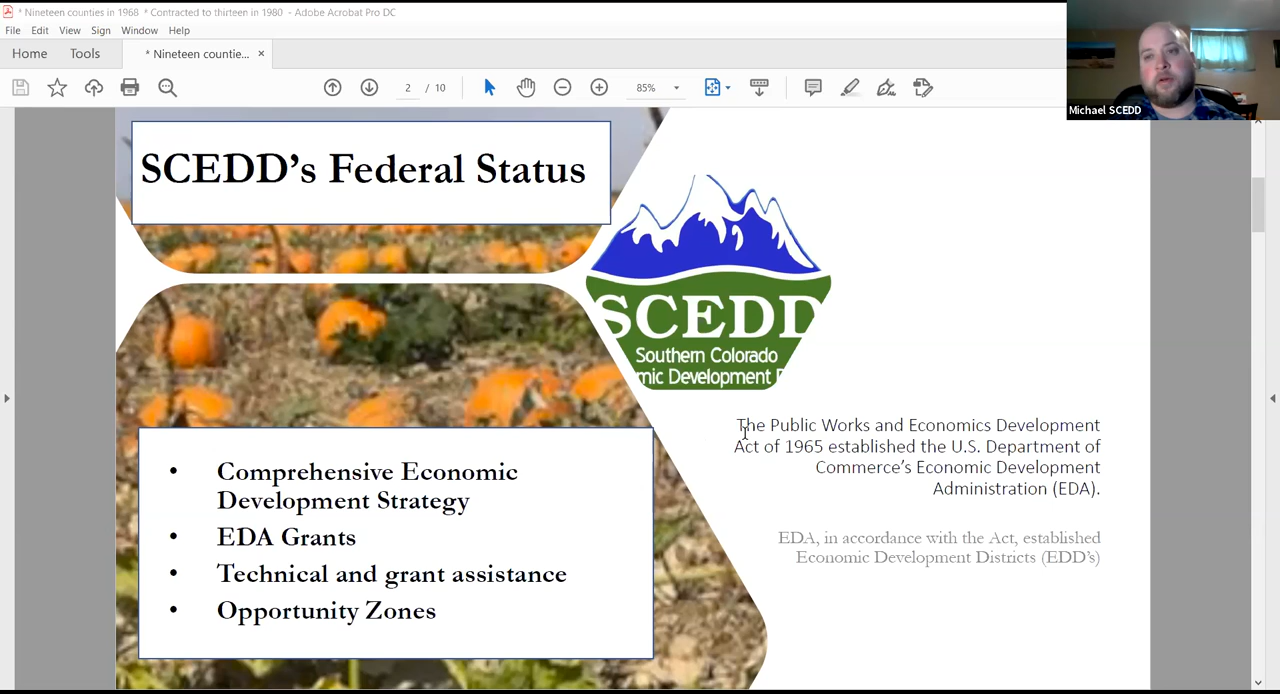 * Nineteen counties in 1968 * Contracted to thirteen in 1980 - Adobe Acrobat Pro DC
File Edit View Sign Window Help
Home Tools * Nineteen countie... ×
2 / 10 85%
Michael SCEDD
SCEDD's Federal Status
SCEDD
Southern Colorado
mic Development
The Public Works and Economics Development
Act of 1965 established the U.S. Department of
Commerce's Economic Development
Administration (EDA).
EDA, in accordance with the Act, established
Economic Development Districts (EDD's)
• Comprehensive Economic
Development Strategy
• EDA Grants
• Technical and grant assistance
• Opportunity Zones